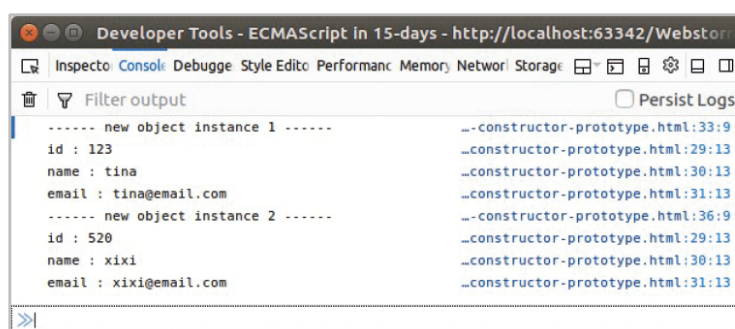 Developer Tools - ECMAScript in 15-days - http://localhost:63342/Webstorm
Inspecto Console Debugge Style Edito Performanc Memory Networ Storage
Filter output Persist Logs
------ new object instance 1 ------ …-constructor-prototype.html:33:9
id : 123 …constructor-prototype.html:29:13
name : tina …constructor-prototype.html:30:13
email : tina@email.com …constructor-prototype.html:31:13
------ new object instance 2 ------ …-constructor-prototype.html:36:9
id : 520 …constructor-prototype.html:29:13
name : xixi …constructor-prototype.html:30:13
email : xixi@email.com …constructor-prototype.html:31:13